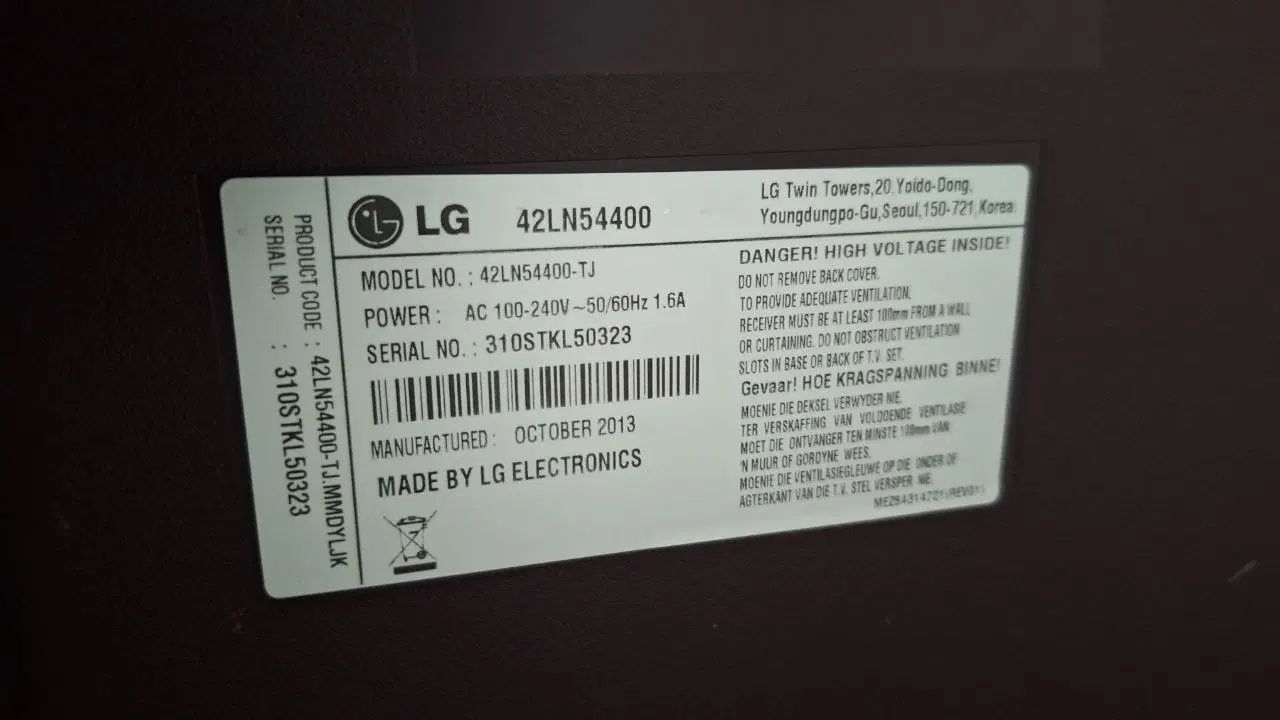 LG 42LN54400
LG Twin Towers,20,Yoido-Dong,
Youngdungpo-Gu,Seoul,150-721,Korea
MODEL NO. : 42LN54400-TJ
POWER : AC 100-240V ~50/60Hz 1.6A
SERIAL NO. : 310STKL50323
MANUFACTURED : OCTOBER 2013
MADE BY LG ELECTRONICS
DANGER! HIGH VOLTAGE INSIDE!
DO NOT REMOVE BACK COVER.
TO PROVIDE ADEQUATE VENTILATION,
RECEIVER MUST BE AT LEAST 100mm FROM A WALL
OR CURTAINING. DO NOT OBSTRUCT VENTILATION
SLOTS IN BASE OR BACK OF T.V. SET.
Gevaar! HOE KRAGSPANNING BINNE!
MOENIE DIE DEKSEL VERWYDER NIE.
TER VERSKAFFING VAN VOLDOENDE VENTILASIE
MOET DIE ONTVANGER TEN MINSTE 100mm VAN
'N MUUR OF GORDYNE WEES.
MOENIE DIE VENTILASIEGLEUWE OP DIE ONDER OF
AGTERKANT VAN DIE T.V. STEL VERSPER NIE.
MEZ64314721(REV01)
PRODUCT CODE : 42LN54400-TJ.MMDYLJK
SERIAL NO. : 310STKL50323